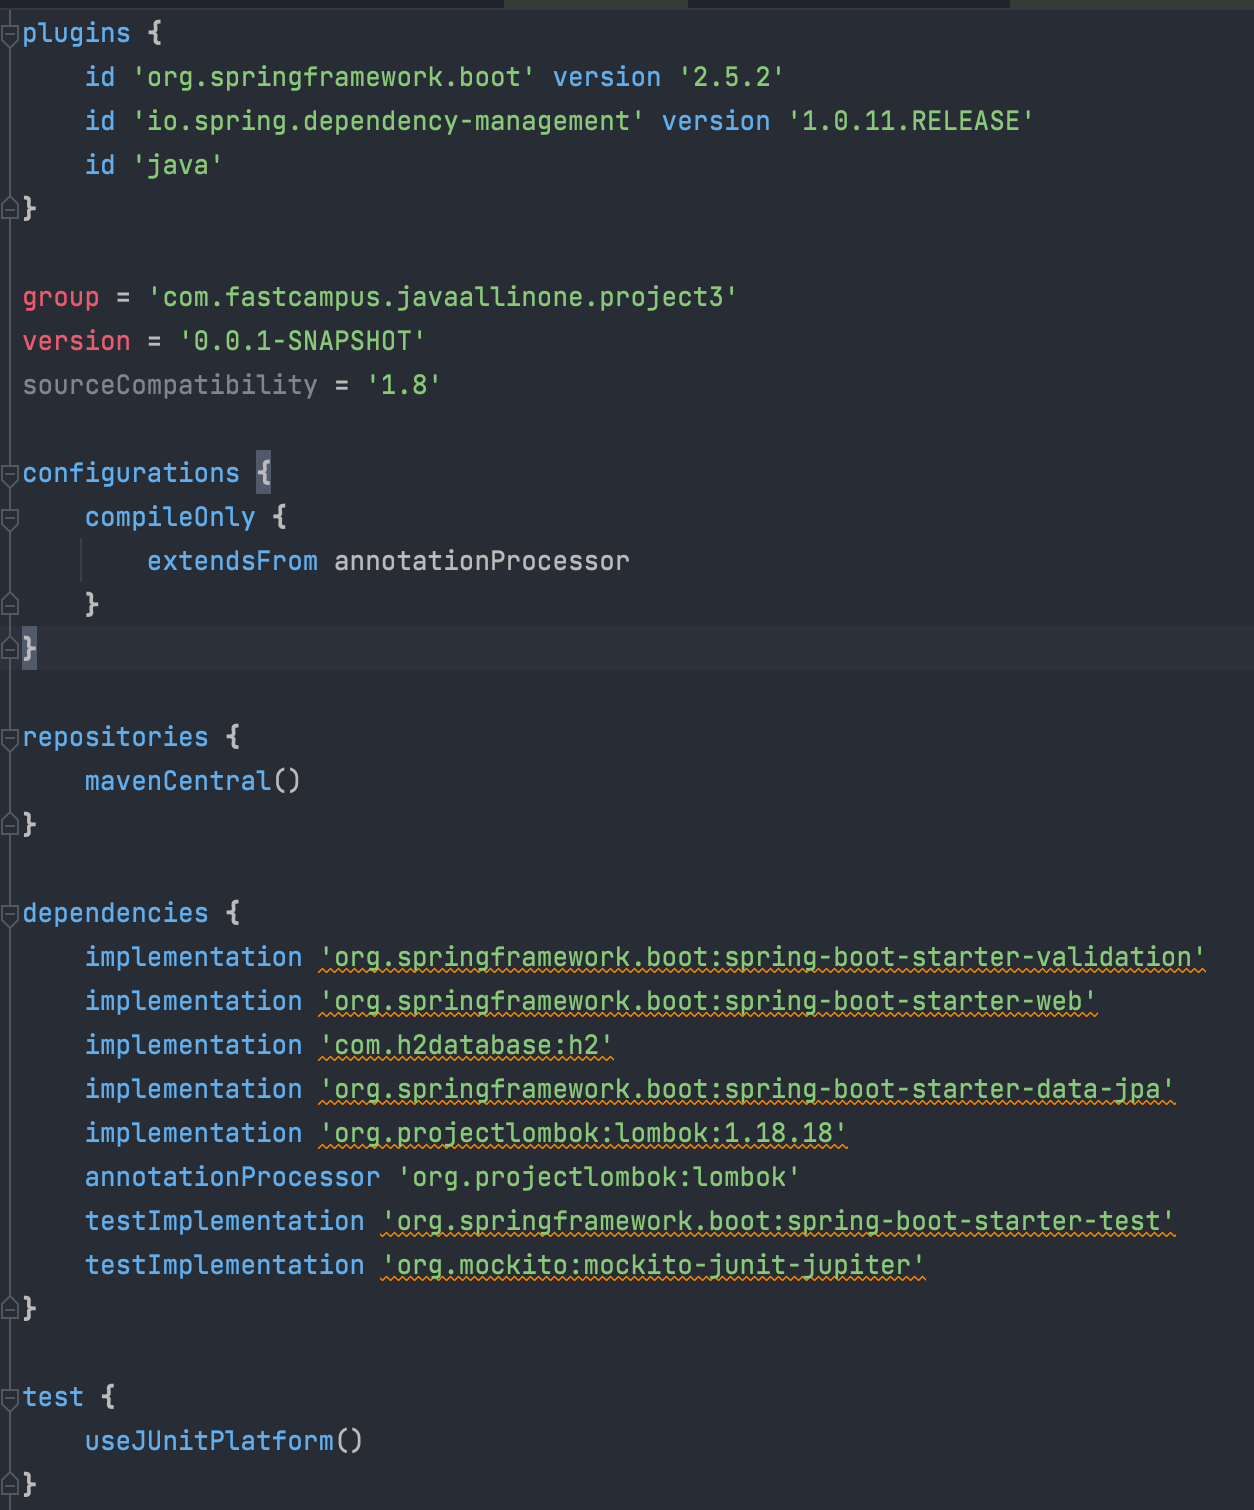 plugins {
    id 'org.springframework.boot' version '2.5.2'
    id 'io.spring.dependency-management' version '1.0.11.RELEASE'
    id 'java'
}
group = 'com.fastcampus.javaallinone.project3'
version = '0.0.1-SNAPSHOT'
sourceCompatibility = '1.8'
configurations {
    compileOnly {
        extendsFrom annotationProcessor
    }
}
repositories {
    mavenCentral()
}
dependencies {
    implementation 'org.springframework.boot:spring-boot-starter-validation'
    implementation 'org.springframework.boot:spring-boot-starter-web'
    implementation 'com.h2database:h2'
    implementation 'org.springframework.boot:spring-boot-starter-data-jpa'
    implementation 'org.projectlombok:lombok:1.18.18'
    annotationProcessor 'org.projectlombok:lombok'
    testImplementation 'org.springframework.boot:spring-boot-starter-test'
    testImplementation 'org.mockito:mockito-junit-jupiter'
}
test {
    useJUnitPlatform()
}